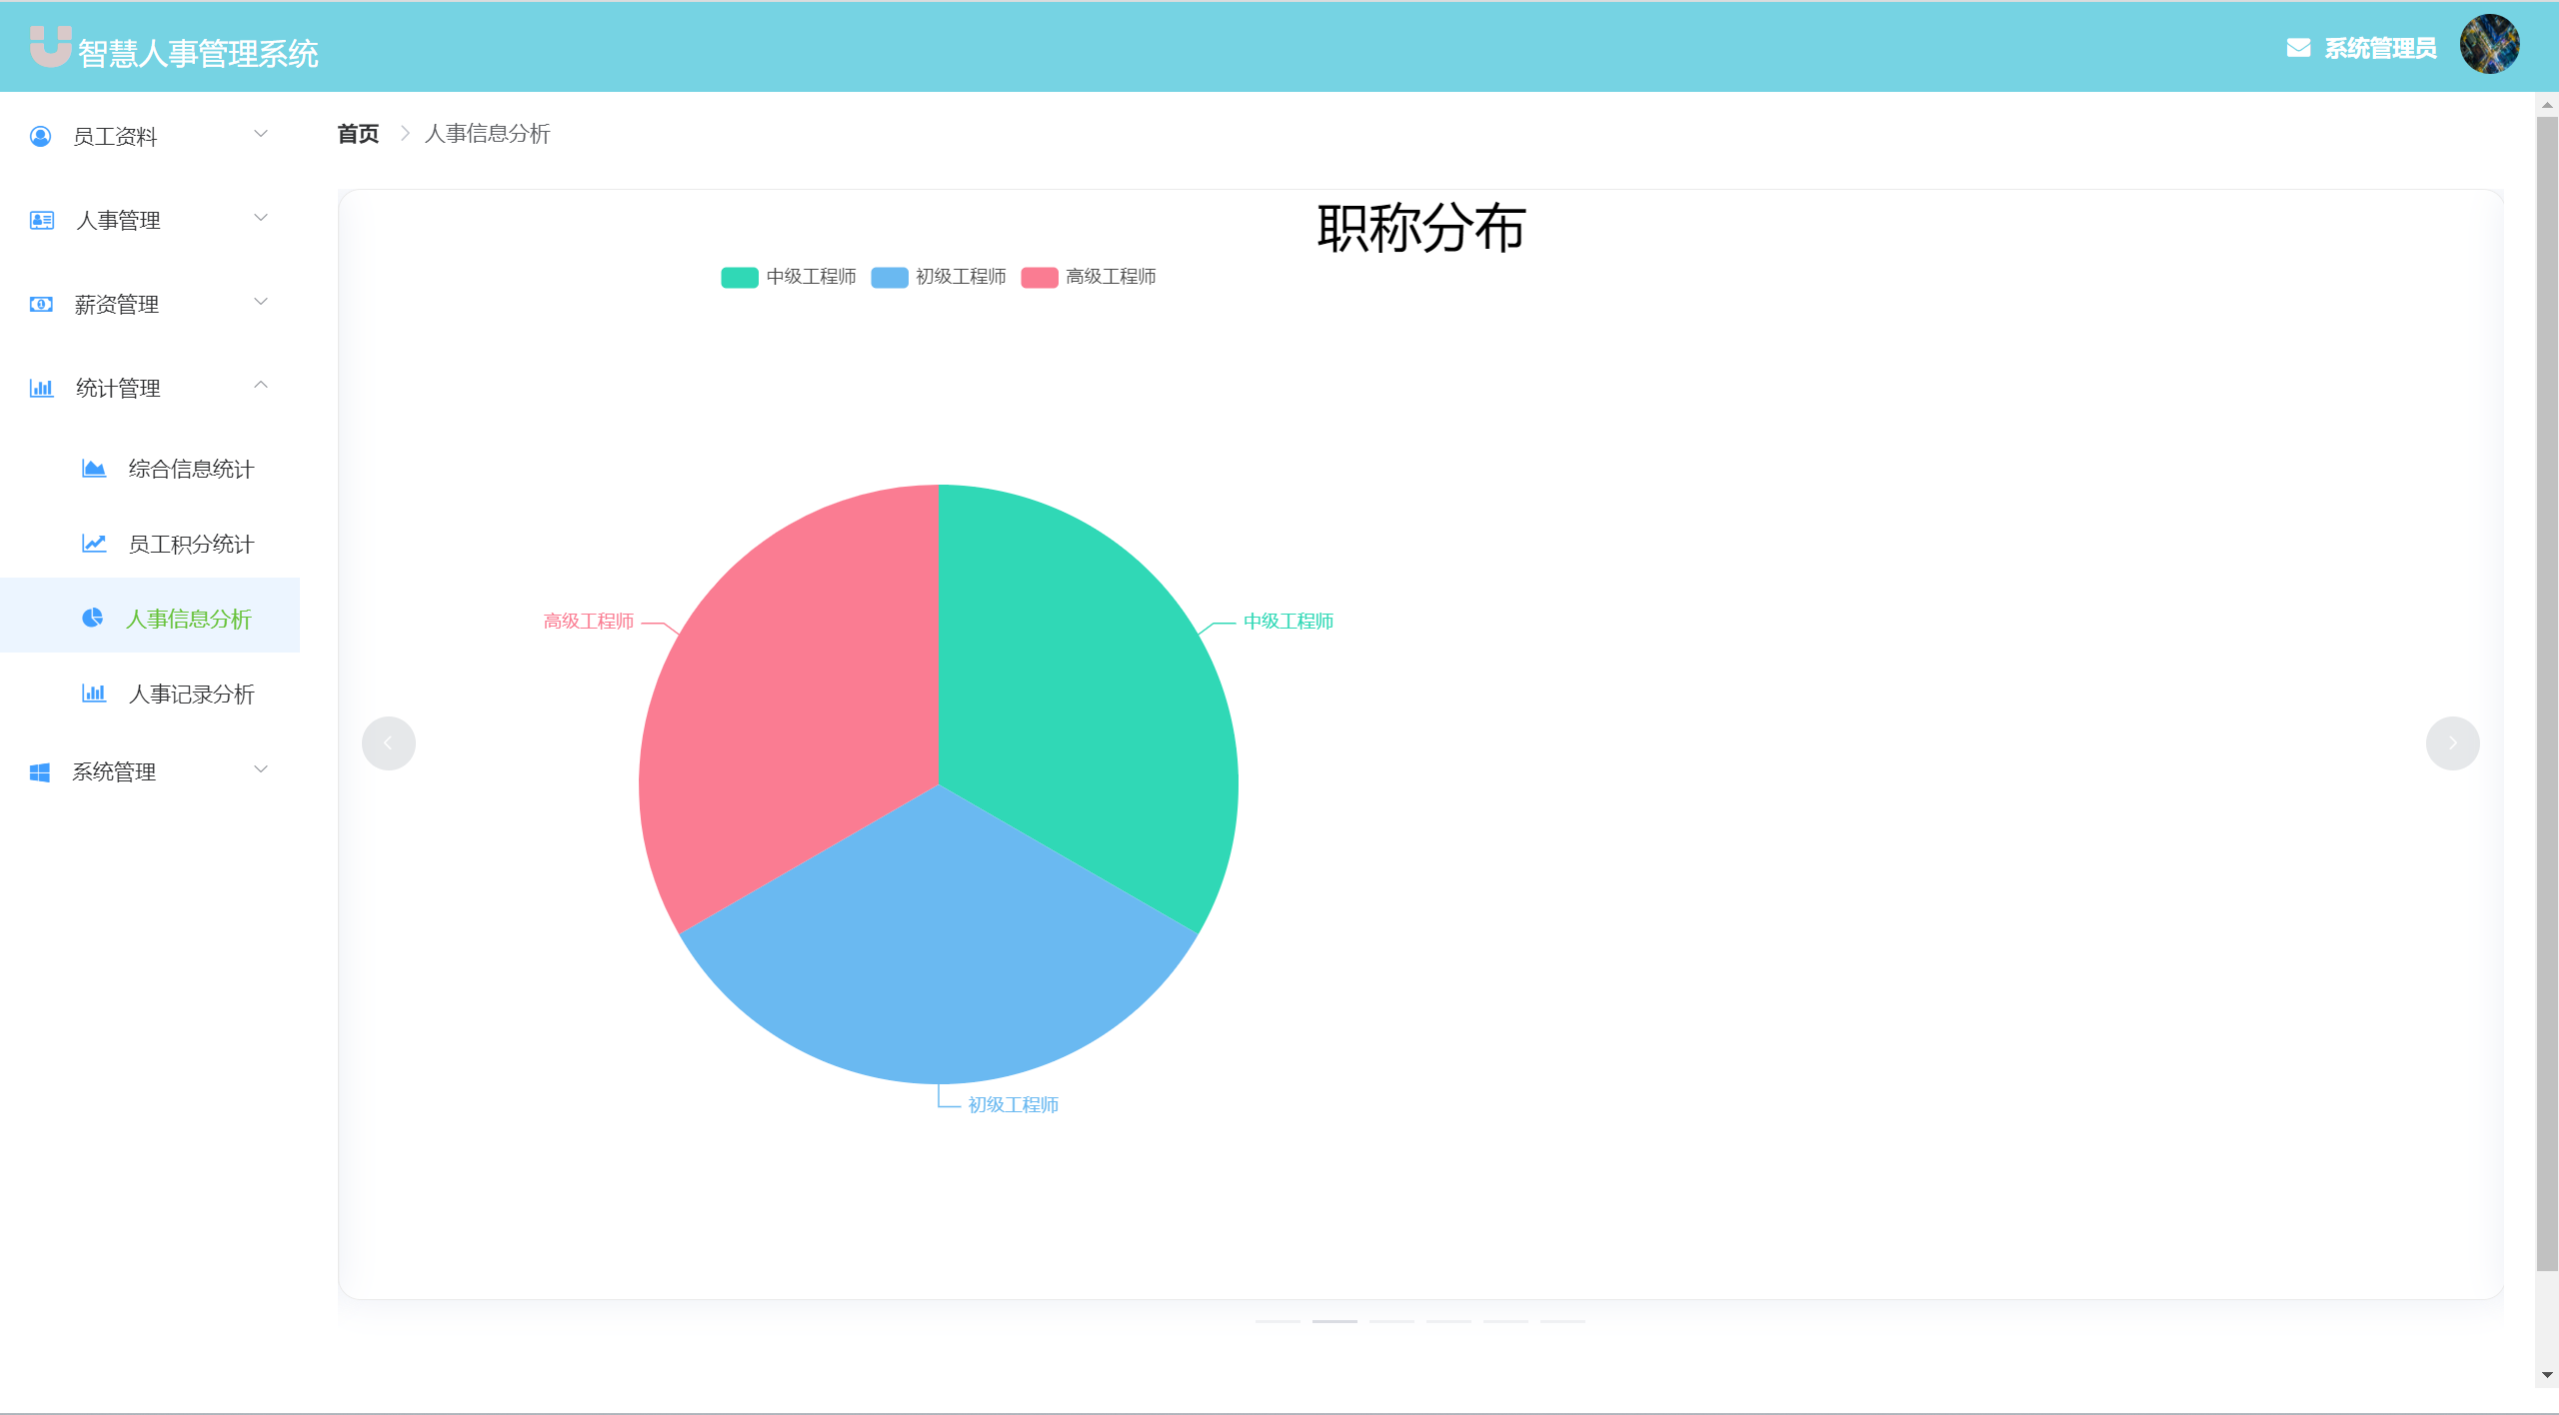 智慧人事管理系统
系统管理员
员工资料
人事管理
薪资管理
统计管理
综合信息统计
员工积分统计
人事信息分析
人事记录分析
系统管理
首页 人事信息分析
职称分布
中级工程师 初级工程师 高级工程师
高级工程师
中级工程师
初级工程师